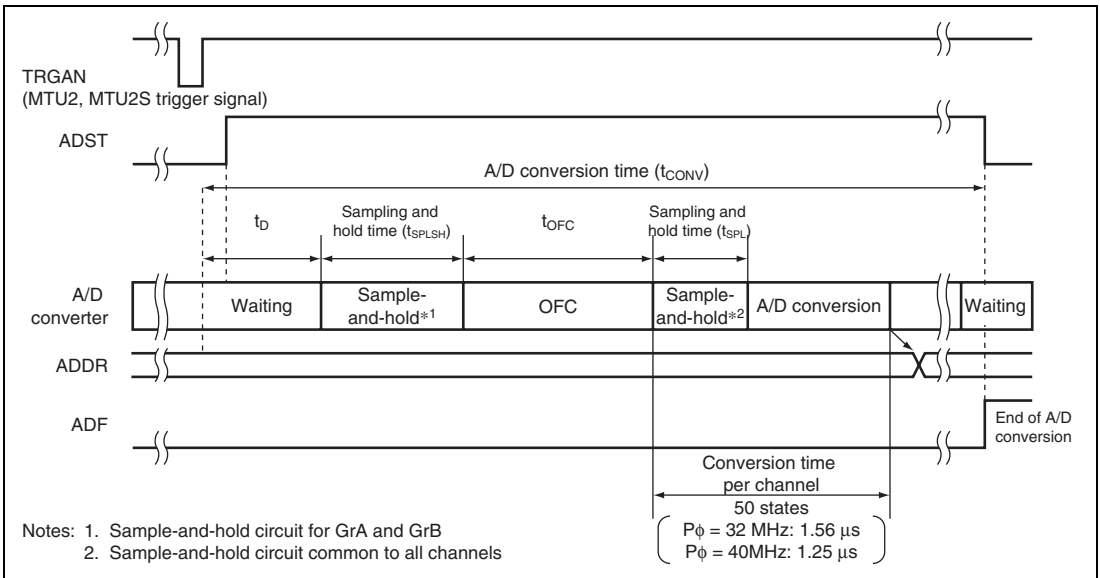 TRGAN
(MTU2, MTU2S trigger signal)
ADST
A/D conversion time (tCONV)
tD
Sampling and
hold time (tSPLSH)
tOFC
Sampling and
hold time (tSPL)
A/D
converter
Waiting
Sample-
and-hold*1
OFC
Sample-
and-hold*2
A/D conversion
Waiting
ADDR
ADF
End of A/D
conversion
Conversion time
per channel
50 states
Pφ = 32 MHz: 1.56 μs
Pφ = 40MHz: 1.25 μs
Notes: 1. Sample-and-hold circuit for GrA and GrB
2. Sample-and-hold circuit common to all channels